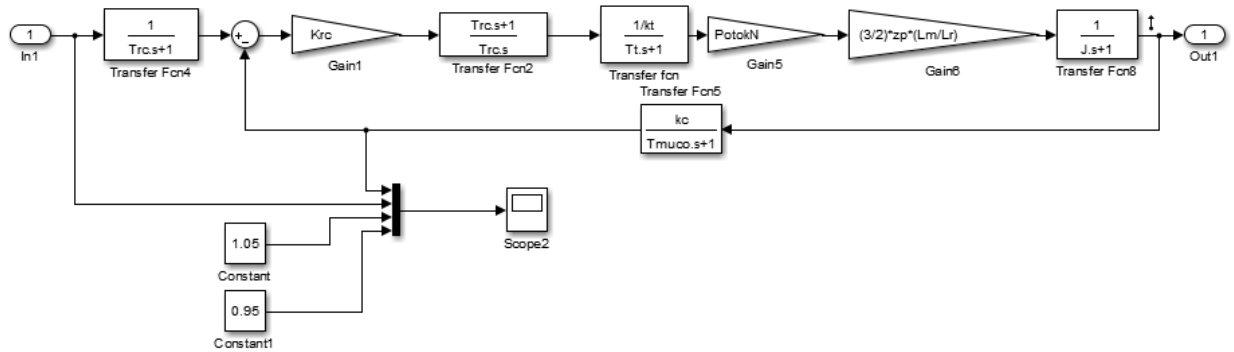 1
In1
1
Trc.s+1
Transfer Fcn4
+
-
Krc
Gain1
Trc.s+1
Trc.s
Transfer Fcn2
1/kt
Tt.s+1
Transfer fcn
PotokN
Gain5
(3/2)*zp*(Lm/Lr)
Gain6
1
J.s+1
Transfer Fcn8
1
Out1
Transfer Fcn5
kc
Tmuco.s+1
1.05
Constant
0.95
Constant1
Scope2